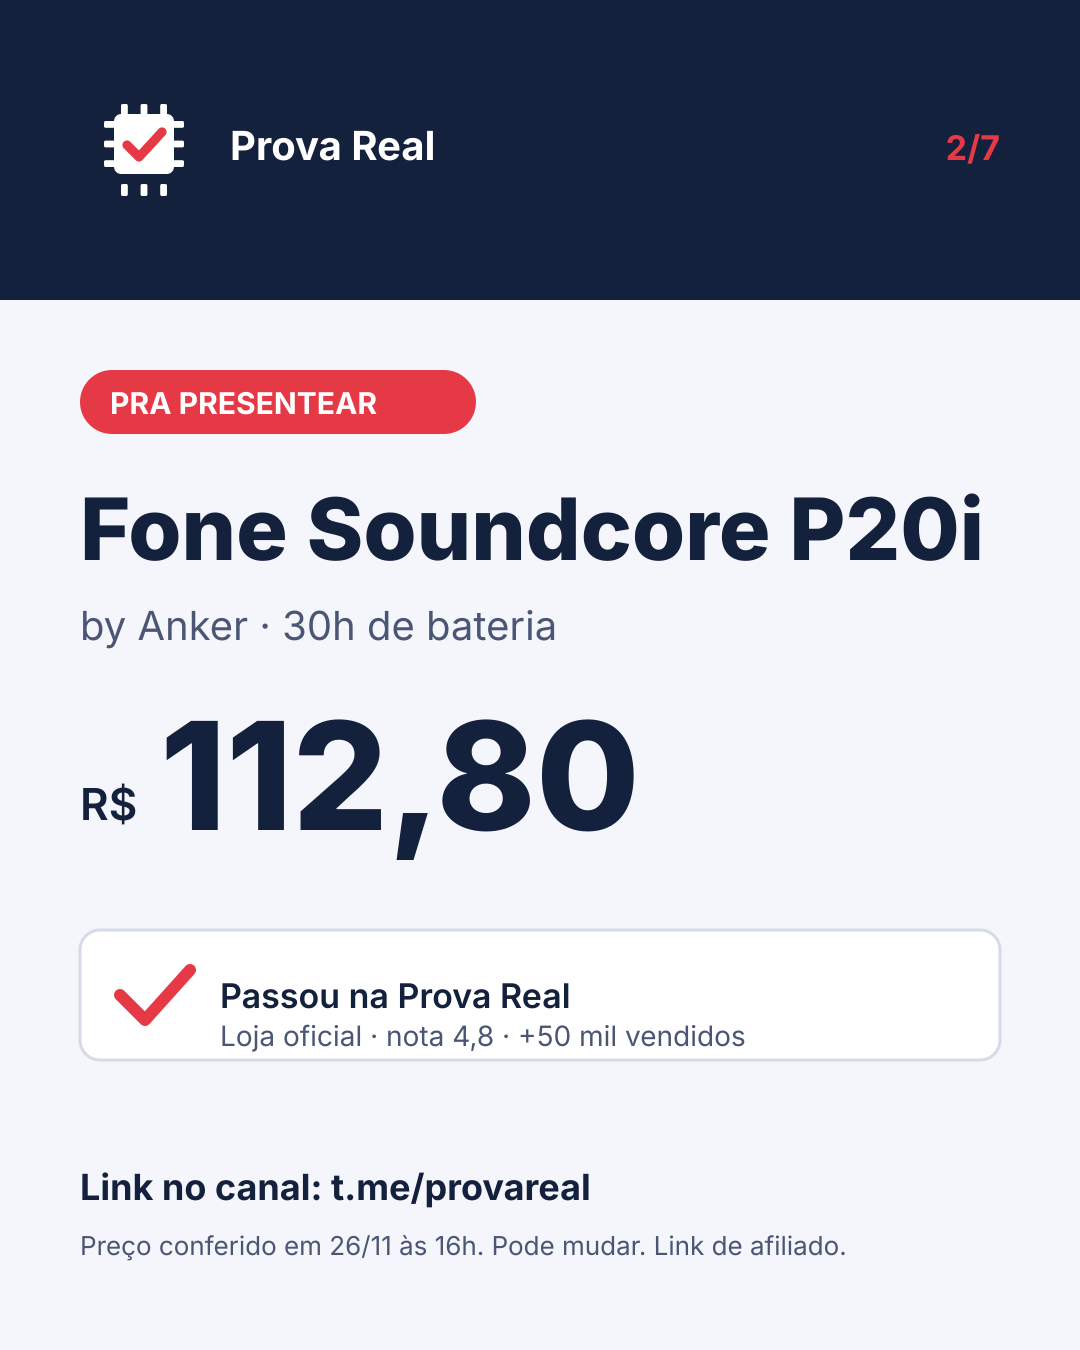 Prova Real
2/7
PRA PRESENTEAR
Fone Soundcore P20i
by Anker · 30h de bateria
R$ 112,80
Passou na Prova Real
Loja oficial · nota 4,8 · +50 mil vendidos
Link no canal: t.me/provareal
Preço conferido em 26/11 às 16h. Pode mudar. Link de afiliado.